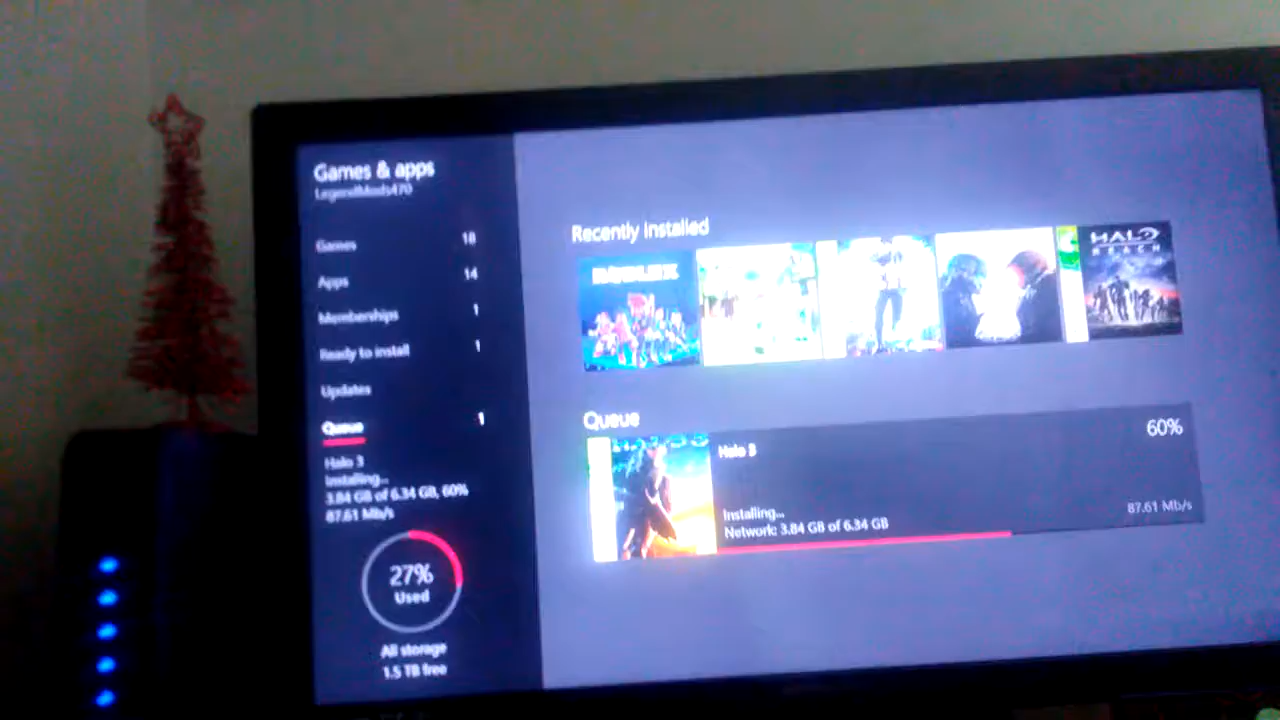 Games & apps
LegendMods470
Games 18
Apps 14
Memberships 1
Ready to install 1
Updates
Queue 1
Halo 3
Installing...
3.84 GB of 6.34 GB, 60%
87.61 Mb/s
27%
Used
All storage
1.5 TB free
Recently installed
ROBLOX
HALO
REACH
Queue
Halo 3
60%
Installing...
Network: 3.84 GB of 6.34 GB
87.61 Mb/s